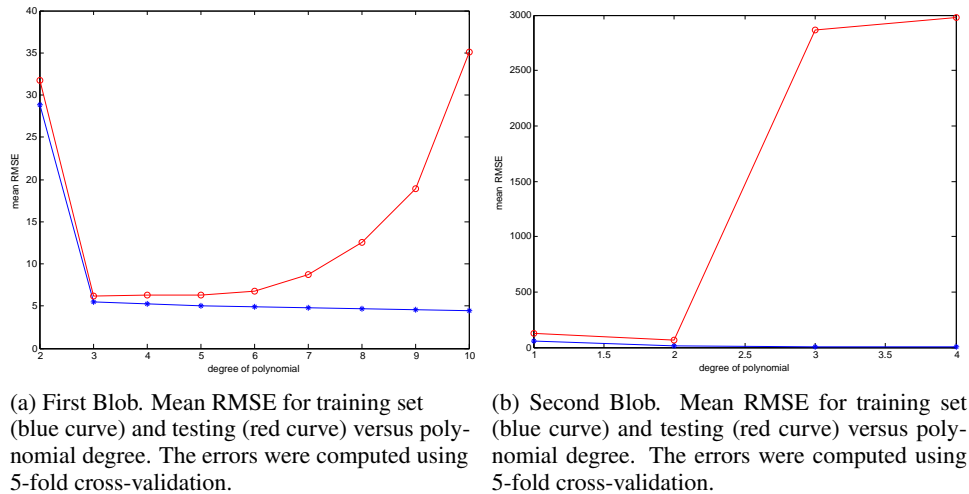 40
35
30
25
20
15
10
5
0
mean RMSE
2 3 4 5 6 7 8 9 10
degree of polynomial
3000
2500
2000
1500
1000
500
0
mean RMSE
1 1.5 2 2.5 3 3.5 4
degree of polynomial
(a) First Blob. Mean RMSE for training set
(blue curve) and testing (red curve) versus poly-
nomial degree. The errors were computed using
5-fold cross-validation.
(b) Second Blob. Mean RMSE for training set
(blue curve) and testing (red curve) versus poly-
nomial degree. The errors were computed using
5-fold cross-validation.